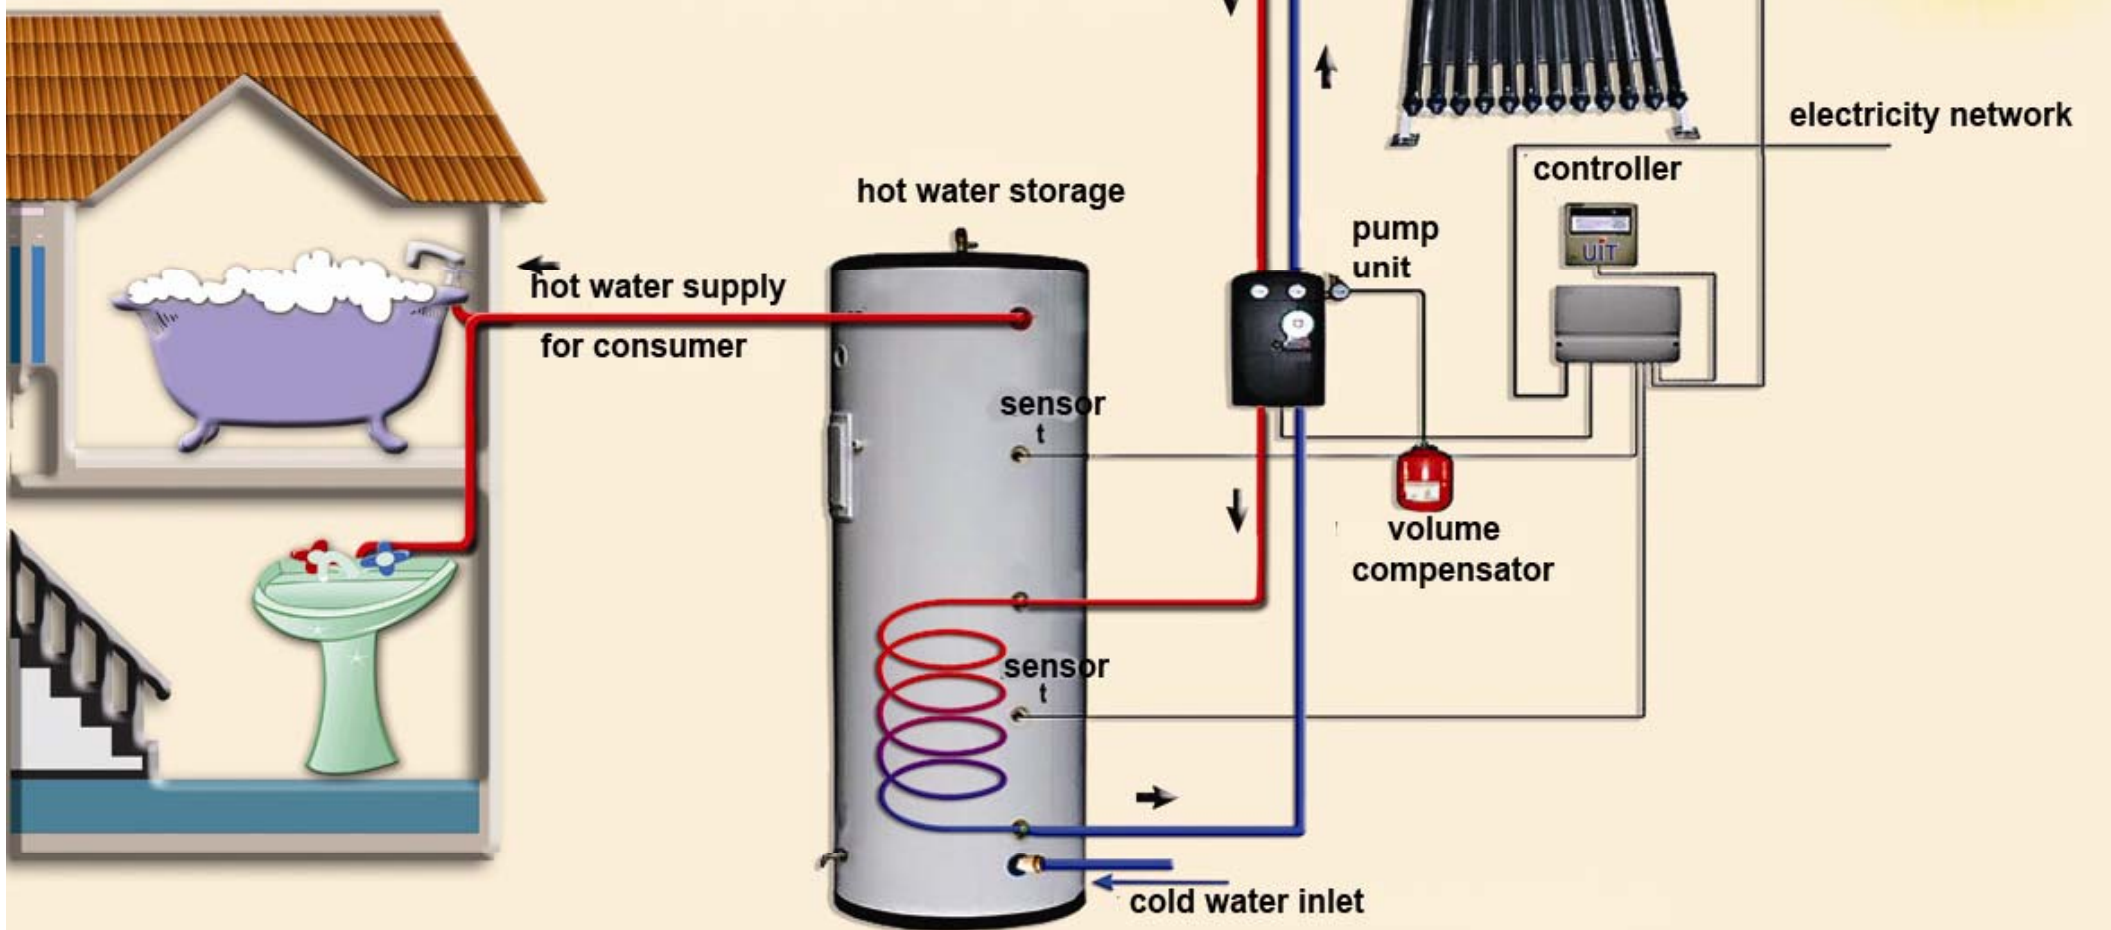 electricity network
controller
hot water storage
pump
unit
UiT
hot water supply
for consumer
sensor
t
volume
compensator
sensor
t
cold water inlet